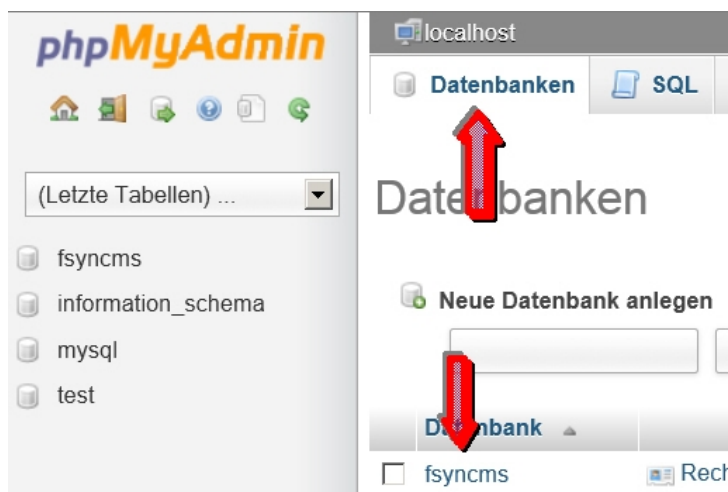 phpMyAdmin
(Letzte Tabellen) ...
fsyncms
information_schema
mysql
test
localhost
Datenbanken
SQL
Datenbanken
Neue Datenbank anlegen
Datenbank
fsyncms